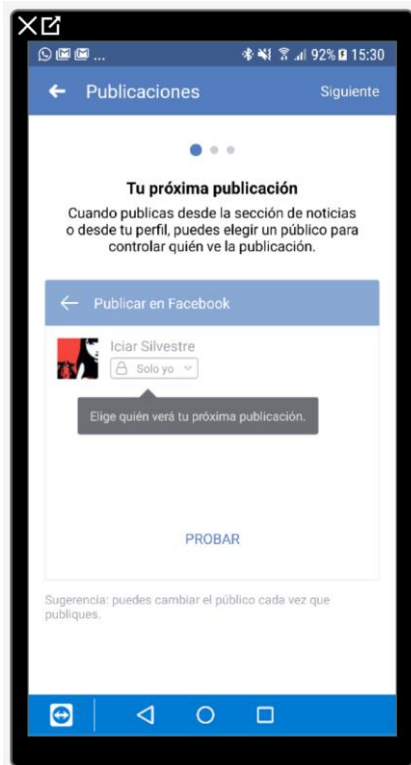 ... 92% 15:30
Publicaciones Siguiente
Tu próxima publicación
Cuando publicas desde la sección de noticias
o desde tu perfil, puedes elegir un público para
controlar quién ve la publicación.
Publicar en Facebook
Iciar Silvestre
Solo yo
Elige quién verá tu próxima publicación.
PROBAR
Sugerencia: puedes cambiar el público cada vez que
publiques.